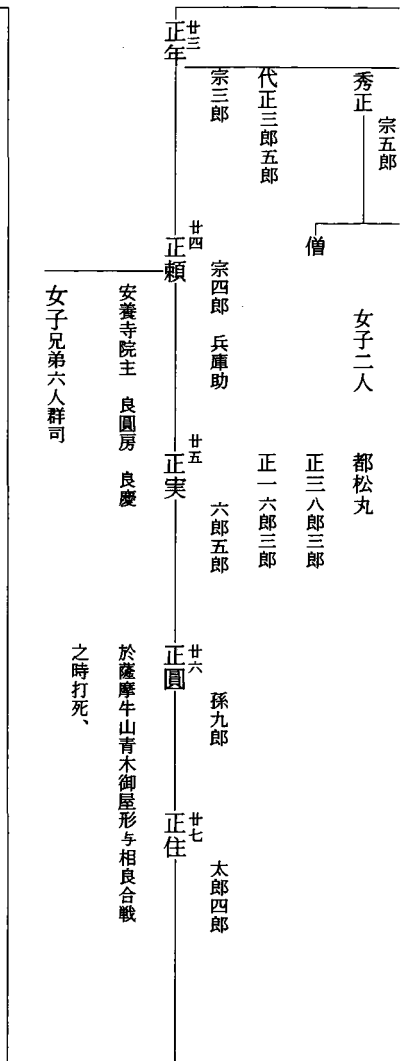 秀正 宗五郎
僧
女子二人
都松丸
正三 八郎三郎
代正 三郎五郎
正一 六郎三郎
廿三
正年
宗三郎
廿四
正頼
宗四郎 兵庫助
安養寺院主 良圓房 良慶
女子兄弟六人群司
廿五
正実
六郎五郎
廿六
正圓
孫九郎
於薩摩牛山青木御屋形与相良合戦
之時打死、
廿七
正住
太郎四郎